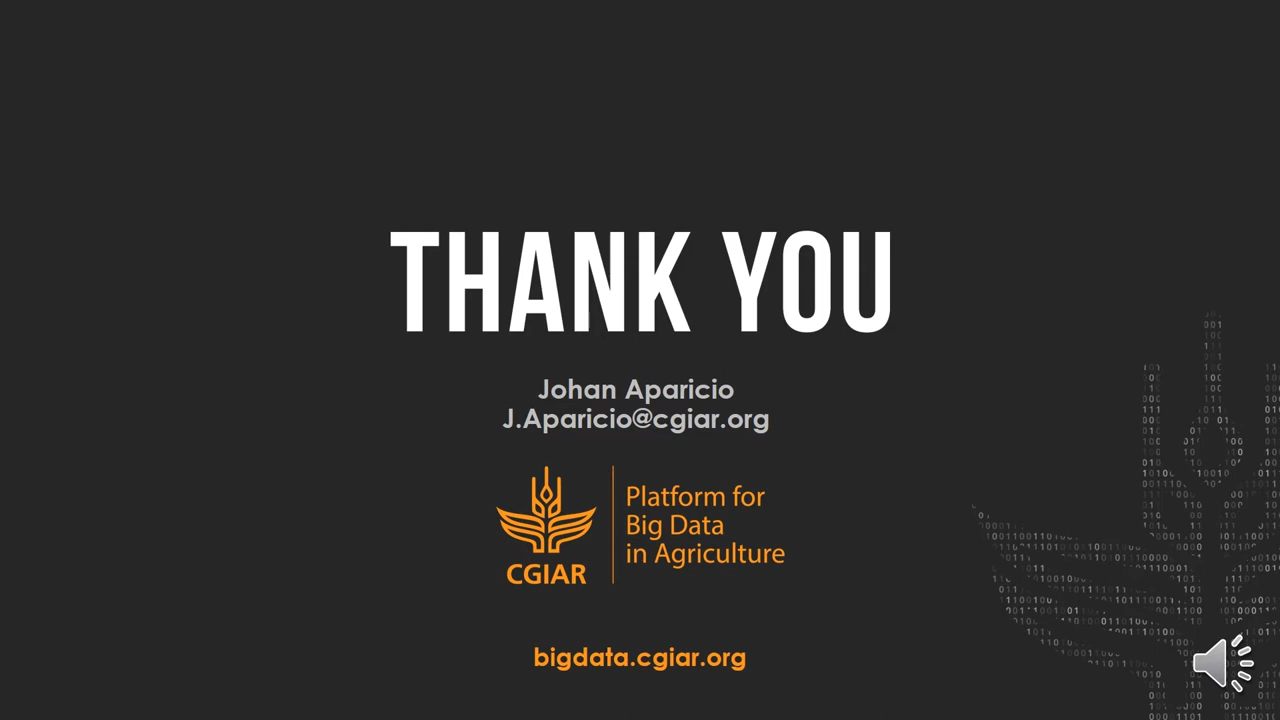 THANK YOU
Johan Aparicio
J.Aparicio@cgiar.org
Platform for
Big Data
in Agriculture
CGIAR
bigdata.cgiar.org